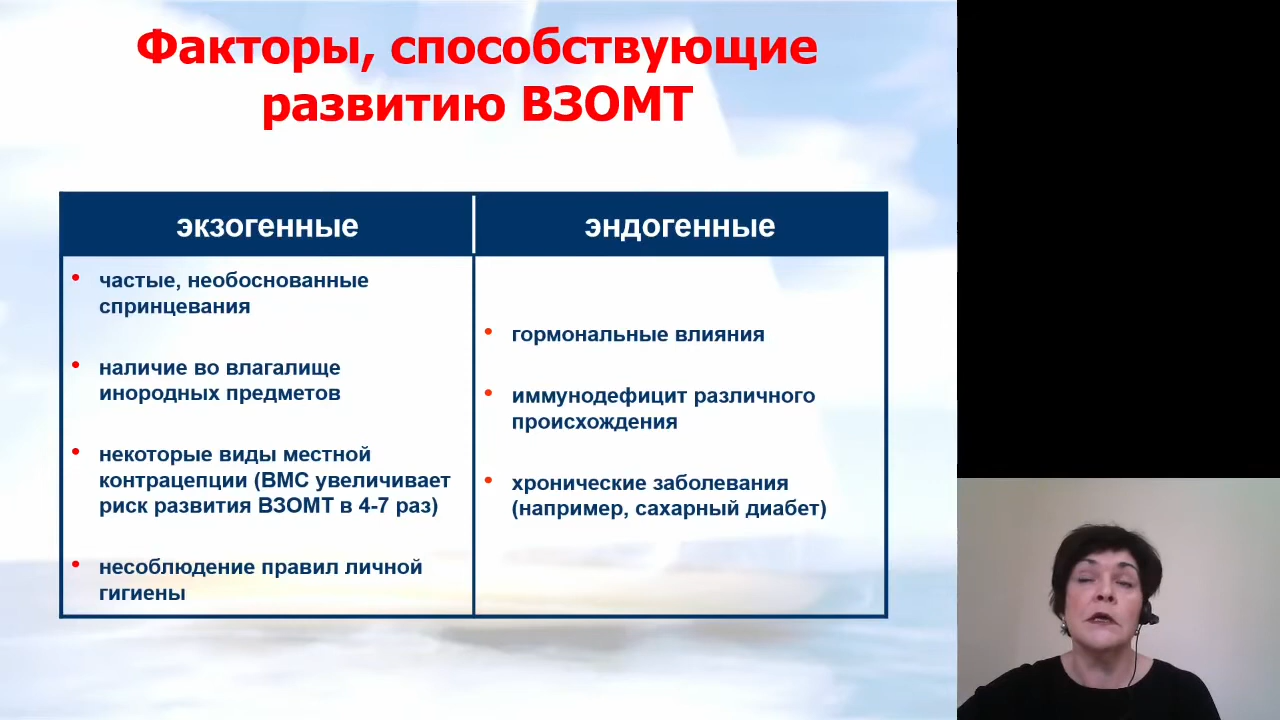 Факторы, способствующие
развитию ВЗОМТ
экзогенные
эндогенные
• частые, необоснованные
спринцевания
• наличие во влагалище
инородных предметов
• некоторые виды местной
контрацепции (ВМС увеличивает
риск развития ВЗОМТ в 4-7 раз)
• несоблюдение правил личной
гигиены
• гормональные влияния
• иммунодефицит различного
происхождения
• хронические заболевания
(например, сахарный диабет)